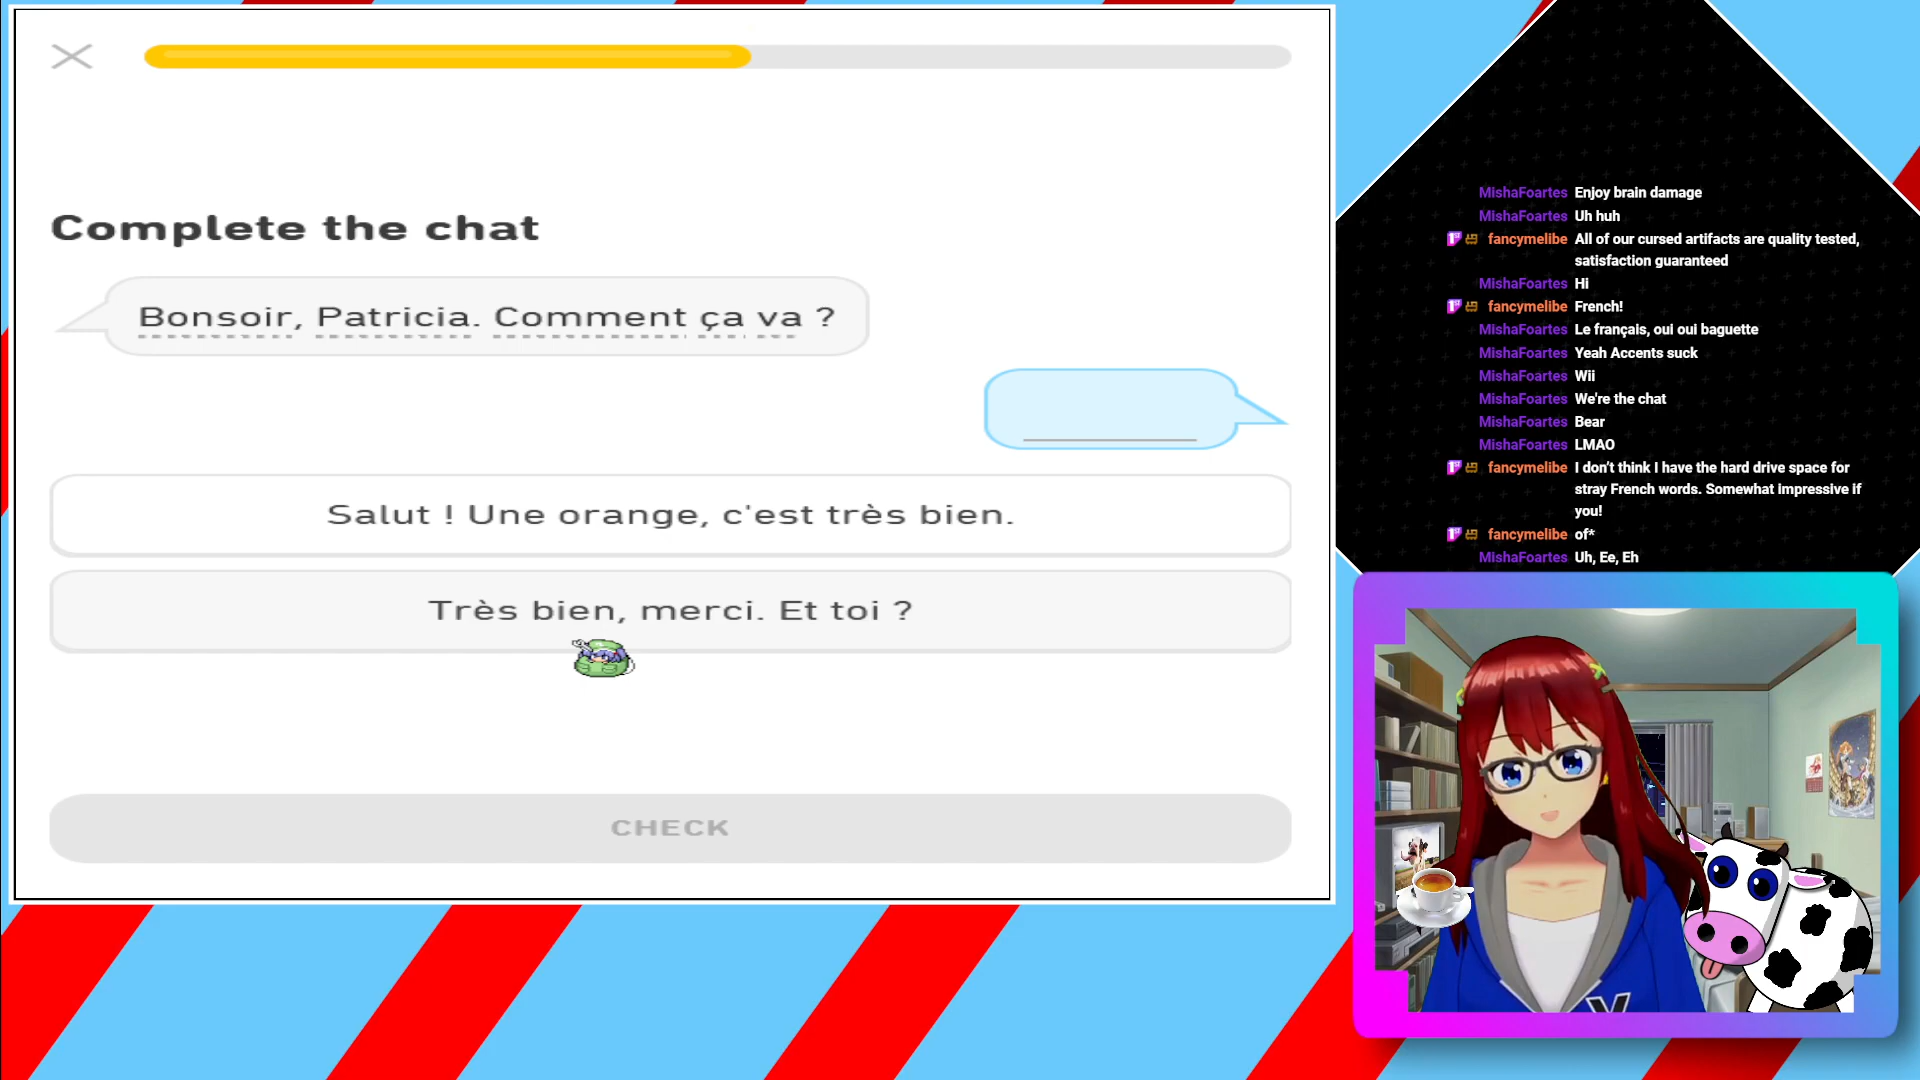 Complete the chat
Bonsoir, Patricia. Comment ça va ?
Salut ! Une orange, c'est très bien.
Très bien, merci. Et toi ?
CHECK
MishaFoartes Enjoy brain damage
MishaFoartes Uh huh
fancymelibe All of our cursed artifacts are quality tested,
satisfaction guaranteed
MishaFoartes Hi
fancymelibe French!
MishaFoartes Le français, oui oui baguette
MishaFoartes Yeah Accents suck
MishaFoartes Wii
MishaFoartes We're the chat
MishaFoartes Bear
MishaFoartes LMAO
fancymelibe I don't think I have the hard drive space for
stray French words. Somewhat impressive if
you!
fancymelibe of*
MishaFoartes Uh, Ee, Eh